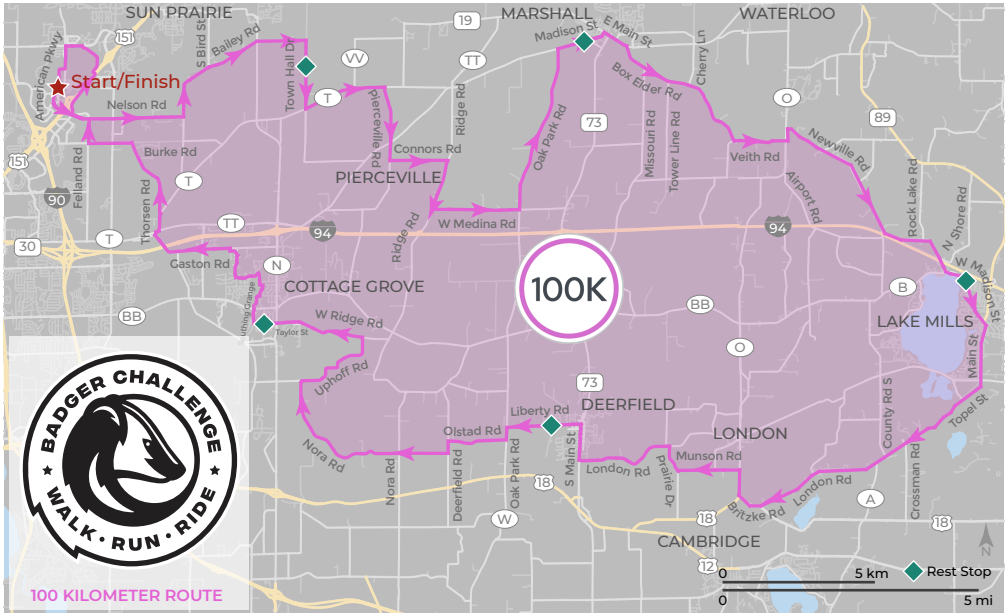 SUN PRAIRIE
MARSHALL
WATERLOO
19
151
American Pkwy
Start/Finish
Nelson Rd
S Bird St
Bailey Rd
Town Hall Dr
VV
TT
T
Madison St
E Main St
Box Elder Rd
Cherry Ln
O
89
73
Pierceville Rd
Ridge Rd
Connors Rd
Oak Park Rd
Missouri Rd
Tower Line Rd
Veith Rd
Newville Rd
151
Felland Rd
Burke Rd
T
PIERCEVILLE
90
Thorsen Rd
Airport Rd
Rock Lake Rd
N Shore Rd
30
T
TT
94
Ridge Rd
W Medina Rd
94
Gaston Rd
N
COTTAGE GROVE
100K
W Madison St
B
BB
BB
Taylor St
W Ridge Rd
LAKE MILLS
O
Main St
Uphoff Rd
73
DEERFIELD
County Rd S
Topel St
Liberty Rd
Olstad Rd
LONDON
Nora Rd
Nora Rd
Deerfield Rd
Oak Park Rd
S Main St
London Rd
Prairie Dr
Munson Rd
London Rd
Crossman Rd
18
A
Britzke Rd
W
18
18
CAMBRIDGE
12
N
BADGER CHALLENGE
WALK • RUN • RIDE
100 KILOMETER ROUTE
0
5 km
Rest Stop
0
5 mi